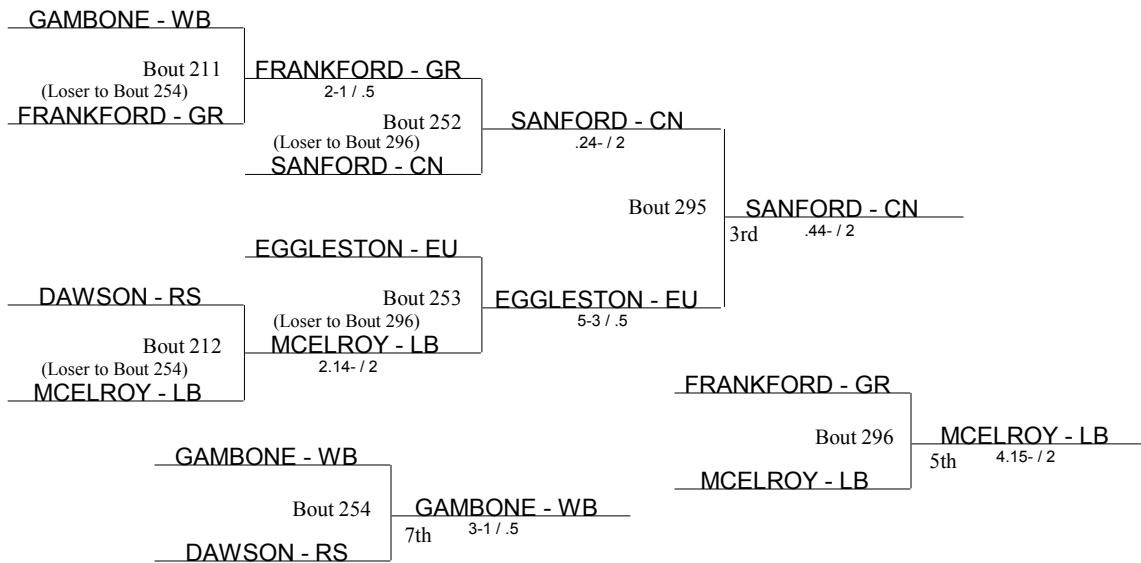 GAMBONE - WB
Bout 211
(Loser to Bout 254)
FRANKFORD - GR
FRANKFORD - GR
2-1 / .5
Bout 252
(Loser to Bout 296)
SANFORD - CN
SANFORD - CN
.24- / 2
Bout 295
SANFORD - CN
3rd
.44- / 2
EGGLESTON - EU
Bout 253
(Loser to Bout 296)
EGGLESTON - EU
5-3 / .5
DAWSON - RS
Bout 212
(Loser to Bout 254)
MCELROY - LB
MCELROY - LB
2.14- / 2
FRANKFORD - GR
Bout 296
MCELROY - LB
MCELROY - LB
5th
4.15- / 2
GAMBONE - WB
Bout 254
DAWSON - RS
GAMBONE - WB
7th
3-1 / .5